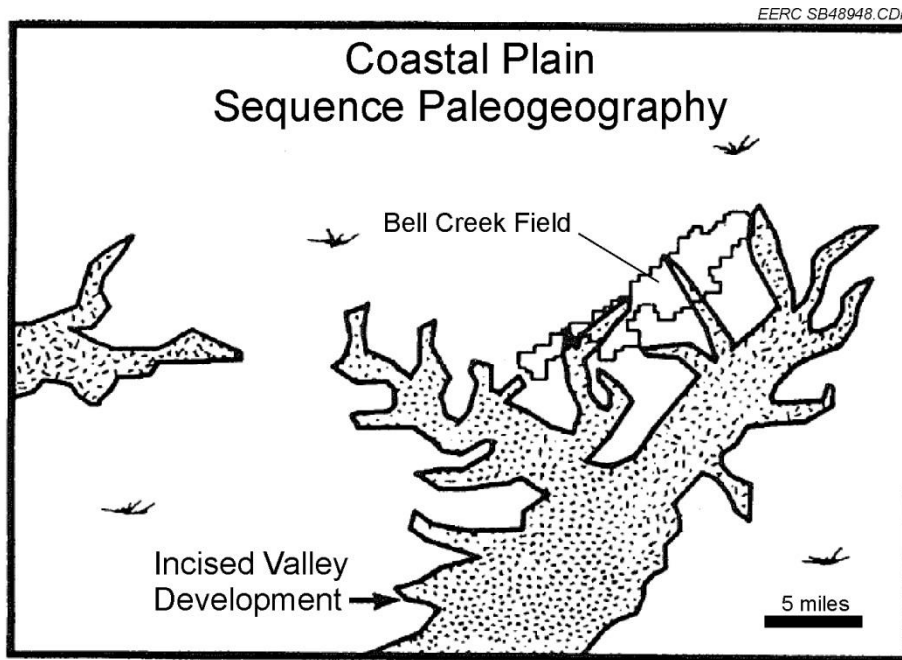 EERC SB48948.CD
Coastal Plain
Sequence Paleogeography
Bell Creek Field
Incised Valley
Development
5 miles